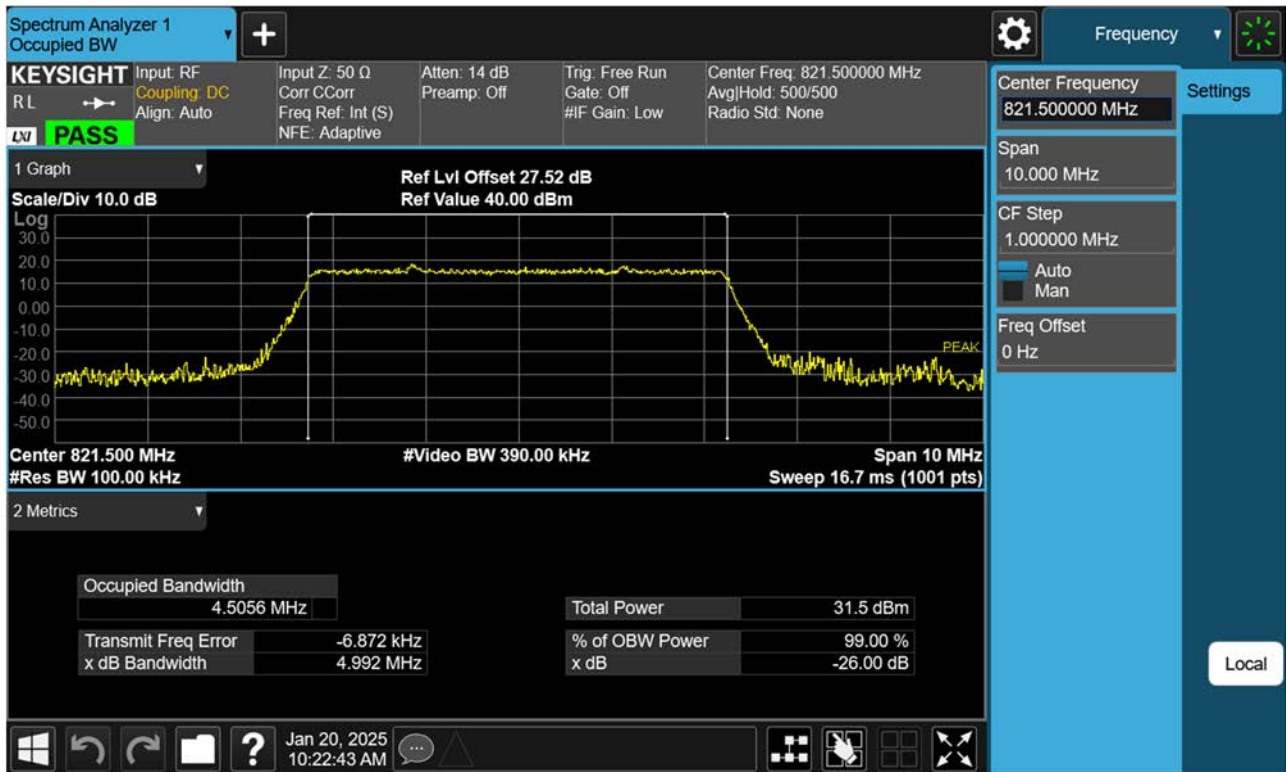 Spectrum Analyzer 1
Occupied BW
+
Frequency
KEYSIGHT
R L
LXI
PASS
Input: RF
Coupling: DC
Align: Auto
Input Z: 50 Ω
Corr CCorr
Freq Ref: Int (S)
NFE: Adaptive
Atten: 14 dB
Preamp: Off
Trig: Free Run
Gate: Off
#IF Gain: Low
Center Freq: 821.500000 MHz
Avg|Hold: 500/500
Radio Std: None
Center Frequency
821.500000 MHz
Settings
Span
10.000 MHz
CF Step
1.000000 MHz
Auto
Man
Freq Offset
0 Hz
Local
1 Graph
Scale/Div 10.0 dB
Ref Lvl Offset 27.52 dB
Ref Value 40.00 dBm
Log
30.0
20.0
10.0
0.00
-10.0
-20.0
-30.0
-40.0
-50.0
PEAK
Center 821.500 MHz
#Video BW 390.00 kHz
Span 10 MHz
#Res BW 100.00 kHz
Sweep 16.7 ms (1001 pts)
2 Metrics
Occupied Bandwidth
4.5056 MHz
Total Power 31.5 dBm
Transmit Freq Error -6.872 kHz
% of OBW Power 99.00 %
x dB Bandwidth 4.992 MHz
x dB -26.00 dB
?
Jan 20, 2025
10:22:43 AM